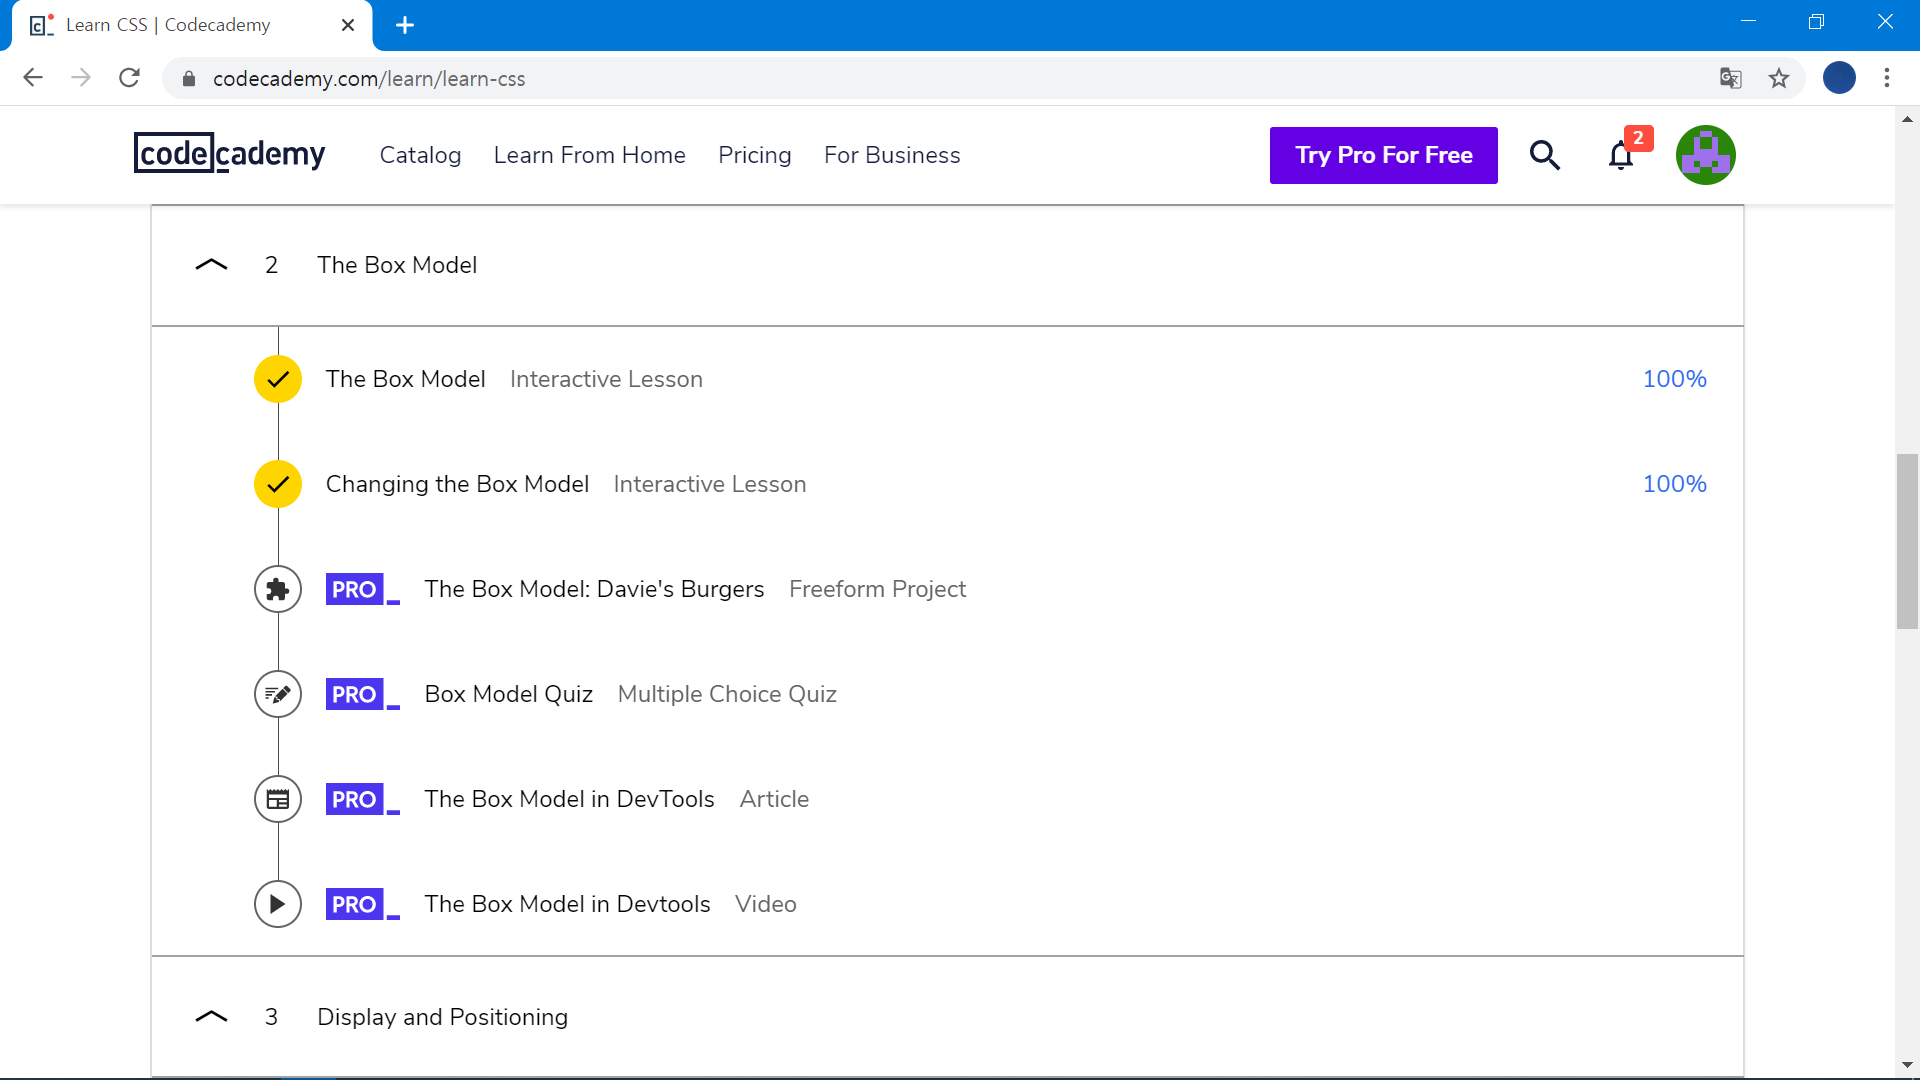 Learn CSS | Codecademy
codecademy.com/learn/learn-css
codecademy Catalog Learn From Home Pricing For Business Try Pro For Free 2
2 The Box Model
The Box Model Interactive Lesson 100%
Changing the Box Model Interactive Lesson 100%
PRO The Box Model: Davie's Burgers Freeform Project
PRO Box Model Quiz Multiple Choice Quiz
PRO The Box Model in DevTools Article
PRO The Box Model in Devtools Video
3 Display and Positioning